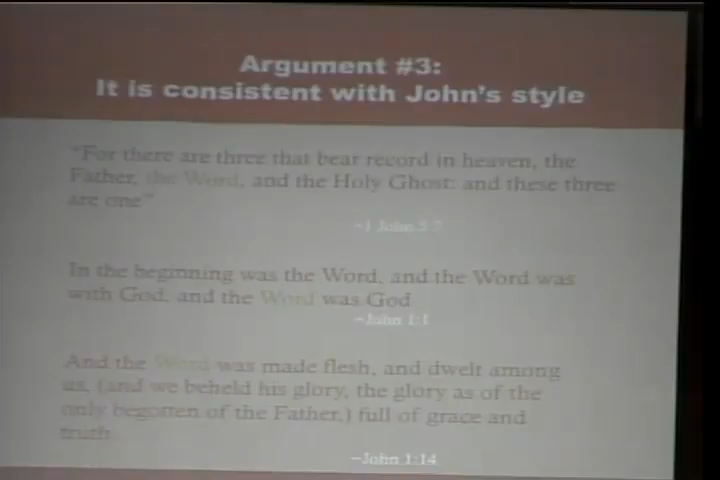 Argument #3:
It is consistent with John's style
"For there are three that bear record in heaven, the
Father, the Word, and the Holy Ghost: and these three
are one"
~1 John 5:7
In the beginning was the Word, and the Word was
with God, and the Word was God
~John 1:1
And the Word was made flesh, and dwelt among
us, (and we beheld his glory, the glory as of the
only begotten of the Father,) full of grace and
truth
~John 1:14